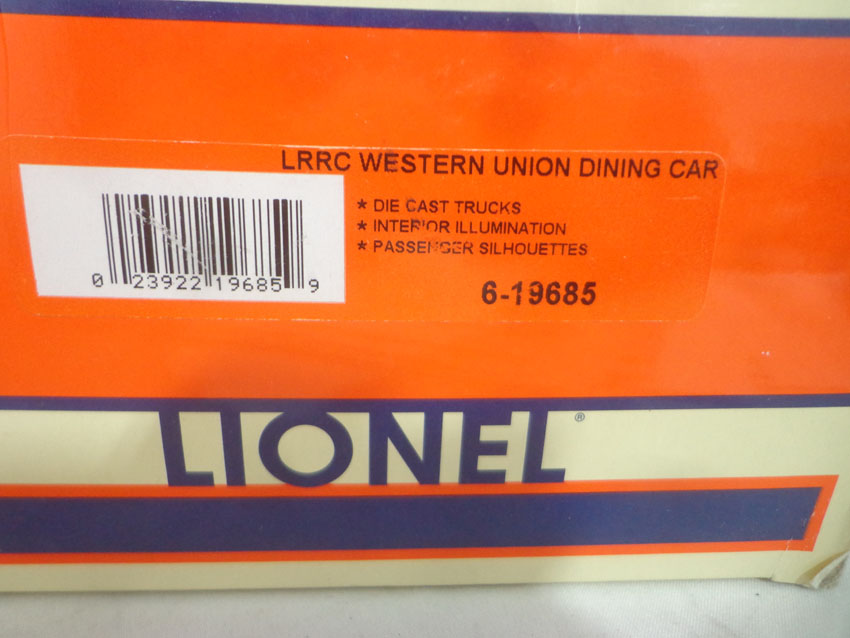 LRRC WESTERN UNION DINING CAR
* DIE CAST TRUCKS
* INTERIOR ILLUMINATION
* PASSENGER SILHOUETTES
0 23922 19685 9
6-19685
LIONEL®